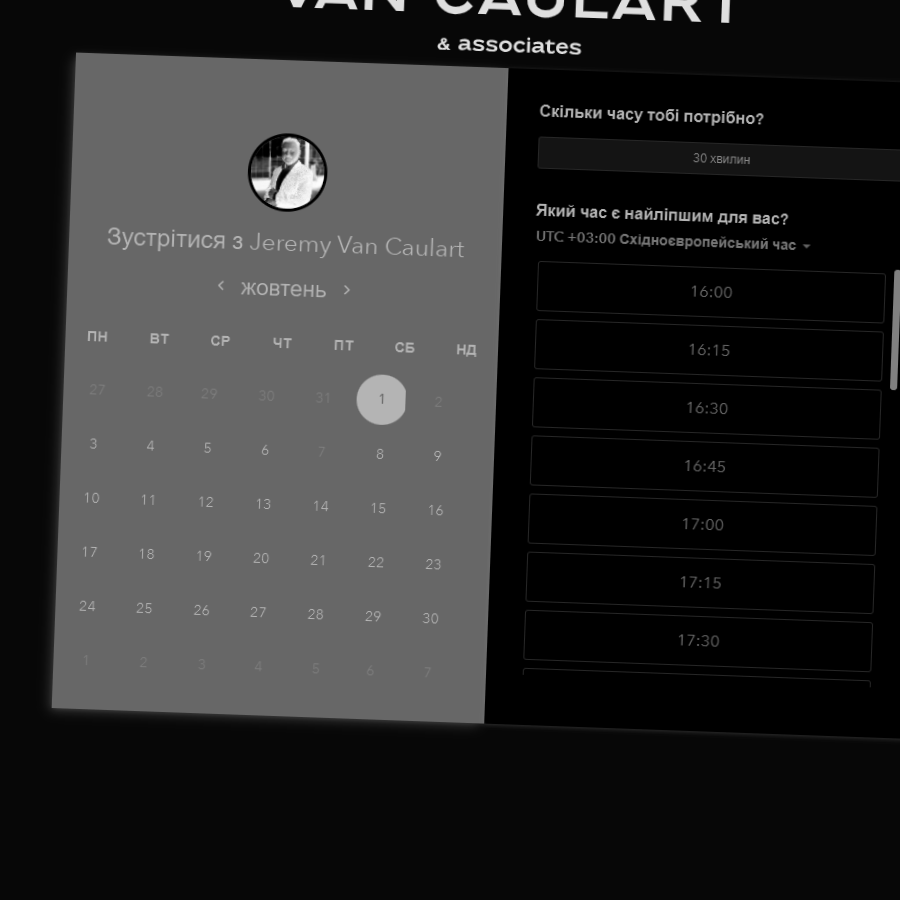 VAN CAULART
& associates
Зустрітися з Jeremy Van Caulart
жовтень
ПН ВТ СР ЧТ ПТ СБ НД
27 28 29 30 31 1 2
3 4 5 6 7 8 9
10 11 12 13 14 15 16
17 18 19 20 21 22 23
24 25 26 27 28 29 30
1 2 3 4 5 6 7
Скільки часу тобі потрібно?
30 хвилин
Який час є найліпшим для вас?
UTC +03:00 Східноєвропейський час
16:00
16:15
16:30
16:45
17:00
17:15
17:30